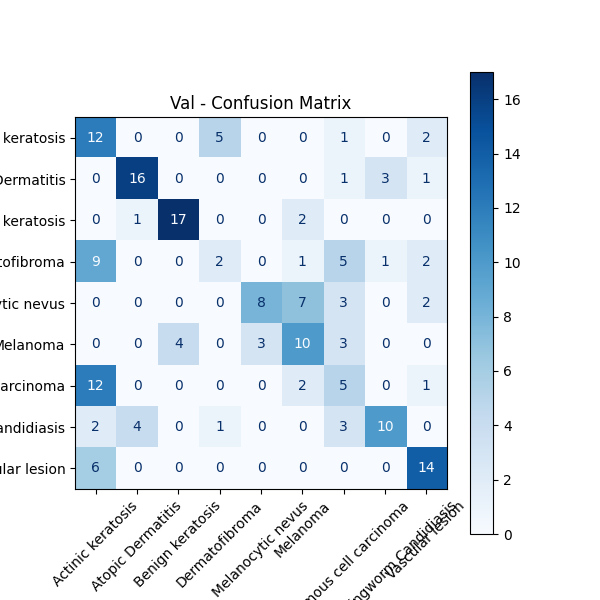 Val - Confusion Matrix
keratosis 12 0 0 5 0 0 1 0 2
Dermatitis 0 16 0 0 0 0 1 3 1
keratosis 0 1 17 0 0 2 0 0 0
tofibroma 9 0 0 2 0 1 5 1 2
tic nevus 0 0 0 0 8 7 3 0 2
Melanoma 0 0 4 0 3 10 3 0 0
arcinoma 12 0 0 0 0 2 5 0 1
andidiasis 2 4 0 1 0 0 3 10 0
lar lesion 6 0 0 0 0 0 0 0 14
Actinic keratosis
Atopic Dermatitis
Benign keratosis
Dermatofibroma
Melanocytic nevus
Melanoma
mous cell carcinoma
ngworm Candidiasis
Vascular lesion
16
14
12
10
8
6
4
2
0